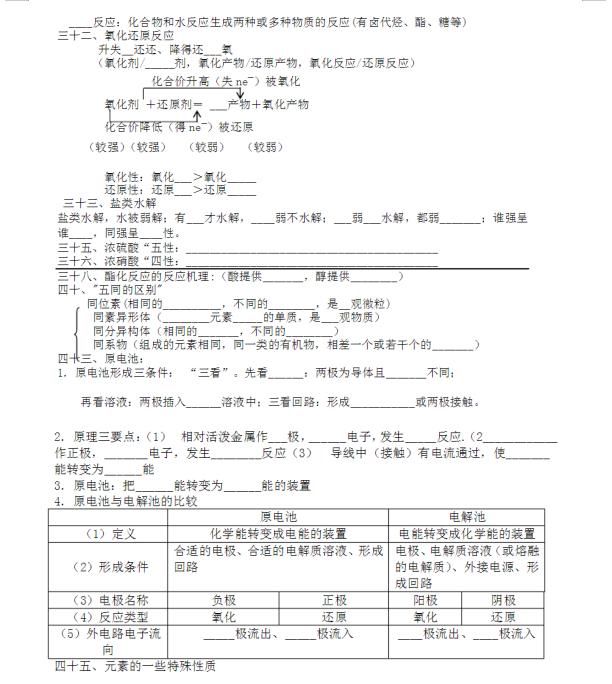 ____反应：化合物和水反应生成两种或多种物质的反应(有卤代烃、酯、糖等)
三十二、氧化还原反应
升失__还还、降得还___氧
（氧化剂/_____剂，氧化产物/还原产物，氧化反应/还原反应）
化合价升高（失ne⁻）被氧化
氧化剂 +还原剂= ___产物+氧化产物
化合价降低（得ne⁻）被还原
（较强）（较强） （较弱） （较弱）
氧化性：氧化___>氧化_____
还原性：还原___>还原_____
三十三、盐类水解
盐类水解，水被弱解；有___才水解，____弱不水解；___弱___水解，都弱_______；谁强显
谁____，同强显____性。
三十五、浓硫酸“五性：___________________________________
三十六、浓硝酸“四性：___________________________________
三十八、酯化反应的反应机理：（酸提供_______，醇提供________）
四十、"五同的区别"
同位素(相同的__________，不同的________，是__观微粒)
同素异形体（________元素_____的单质，是___观物质）
同分异构体（相同的_______，不同的________）
同系物（组成的元素相同，同一类的有机物，相差一个或若干个的_______）
四十三、原电池：
1．原电池形成三条件： “三看”。先看______：两极为导体且_______不同；
再看溶液：两极插入______溶液中；三看回路：形成___________或两极接触。
2．原理三要点：（1） 相对活泼金属作___极，______电子，发生_____反应.（2____________
作正极，_______电子，发生________反应（3） 导线中（接触）有电流通过，使_______
能转变为______能
3．原电池：把______能转变为______能的装置
4．原电池与电解池的比较
原电池 电解池
（1）定义 化学能转变成电能的装置 电能转变成化学能的装置
（2）形成条件 合适的电极、合适的电解质溶液、形成
回路 电极、电解质溶液（或熔融
的电解质）、外接电源、形
成回路
（3）电极名称 负极 正极 阳极 阴极
（4）反应类型 氧化 还原 氧化 还原
（5）外电路电子流
向 _____极流出、_____极流入 ____极流出、____极流入
四十五、元素的一些特殊性质